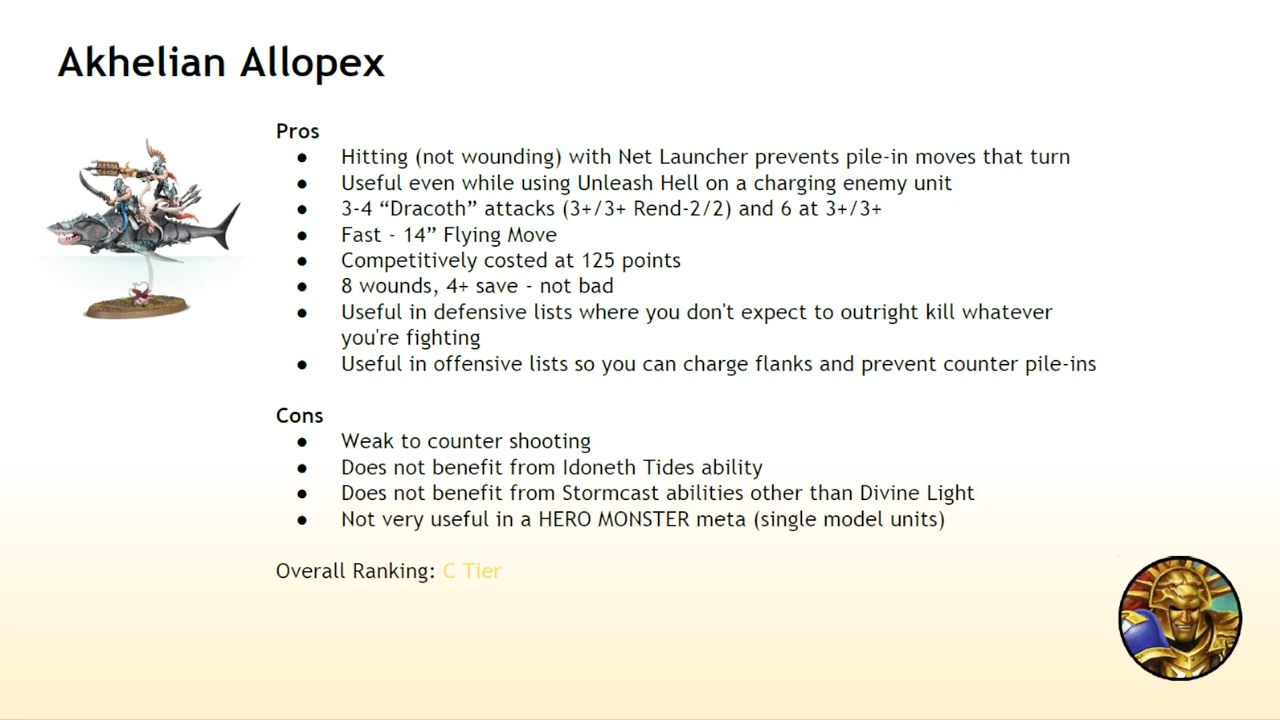 Akhelian Allopex
Pros
● Hitting (not wounding) with Net Launcher prevents pile-in moves that turn
● Useful even while using Unleash Hell on a charging enemy unit
● 3-4 “Dracoth” attacks (3+/3+ Rend-2/2) and 6 at 3+/3+
● Fast - 14” Flying Move
● Competitively costed at 125 points
● 8 wounds, 4+ save - not bad
● Useful in defensive lists where you don't expect to outright kill whatever
you're fighting
● Useful in offensive lists so you can charge flanks and prevent counter pile-ins
Cons
● Weak to counter shooting
● Does not benefit from Idoneth Tides ability
● Does not benefit from Stormcast abilities other than Divine Light
● Not very useful in a HERO MONSTER meta (single model units)
Overall Ranking: C Tier